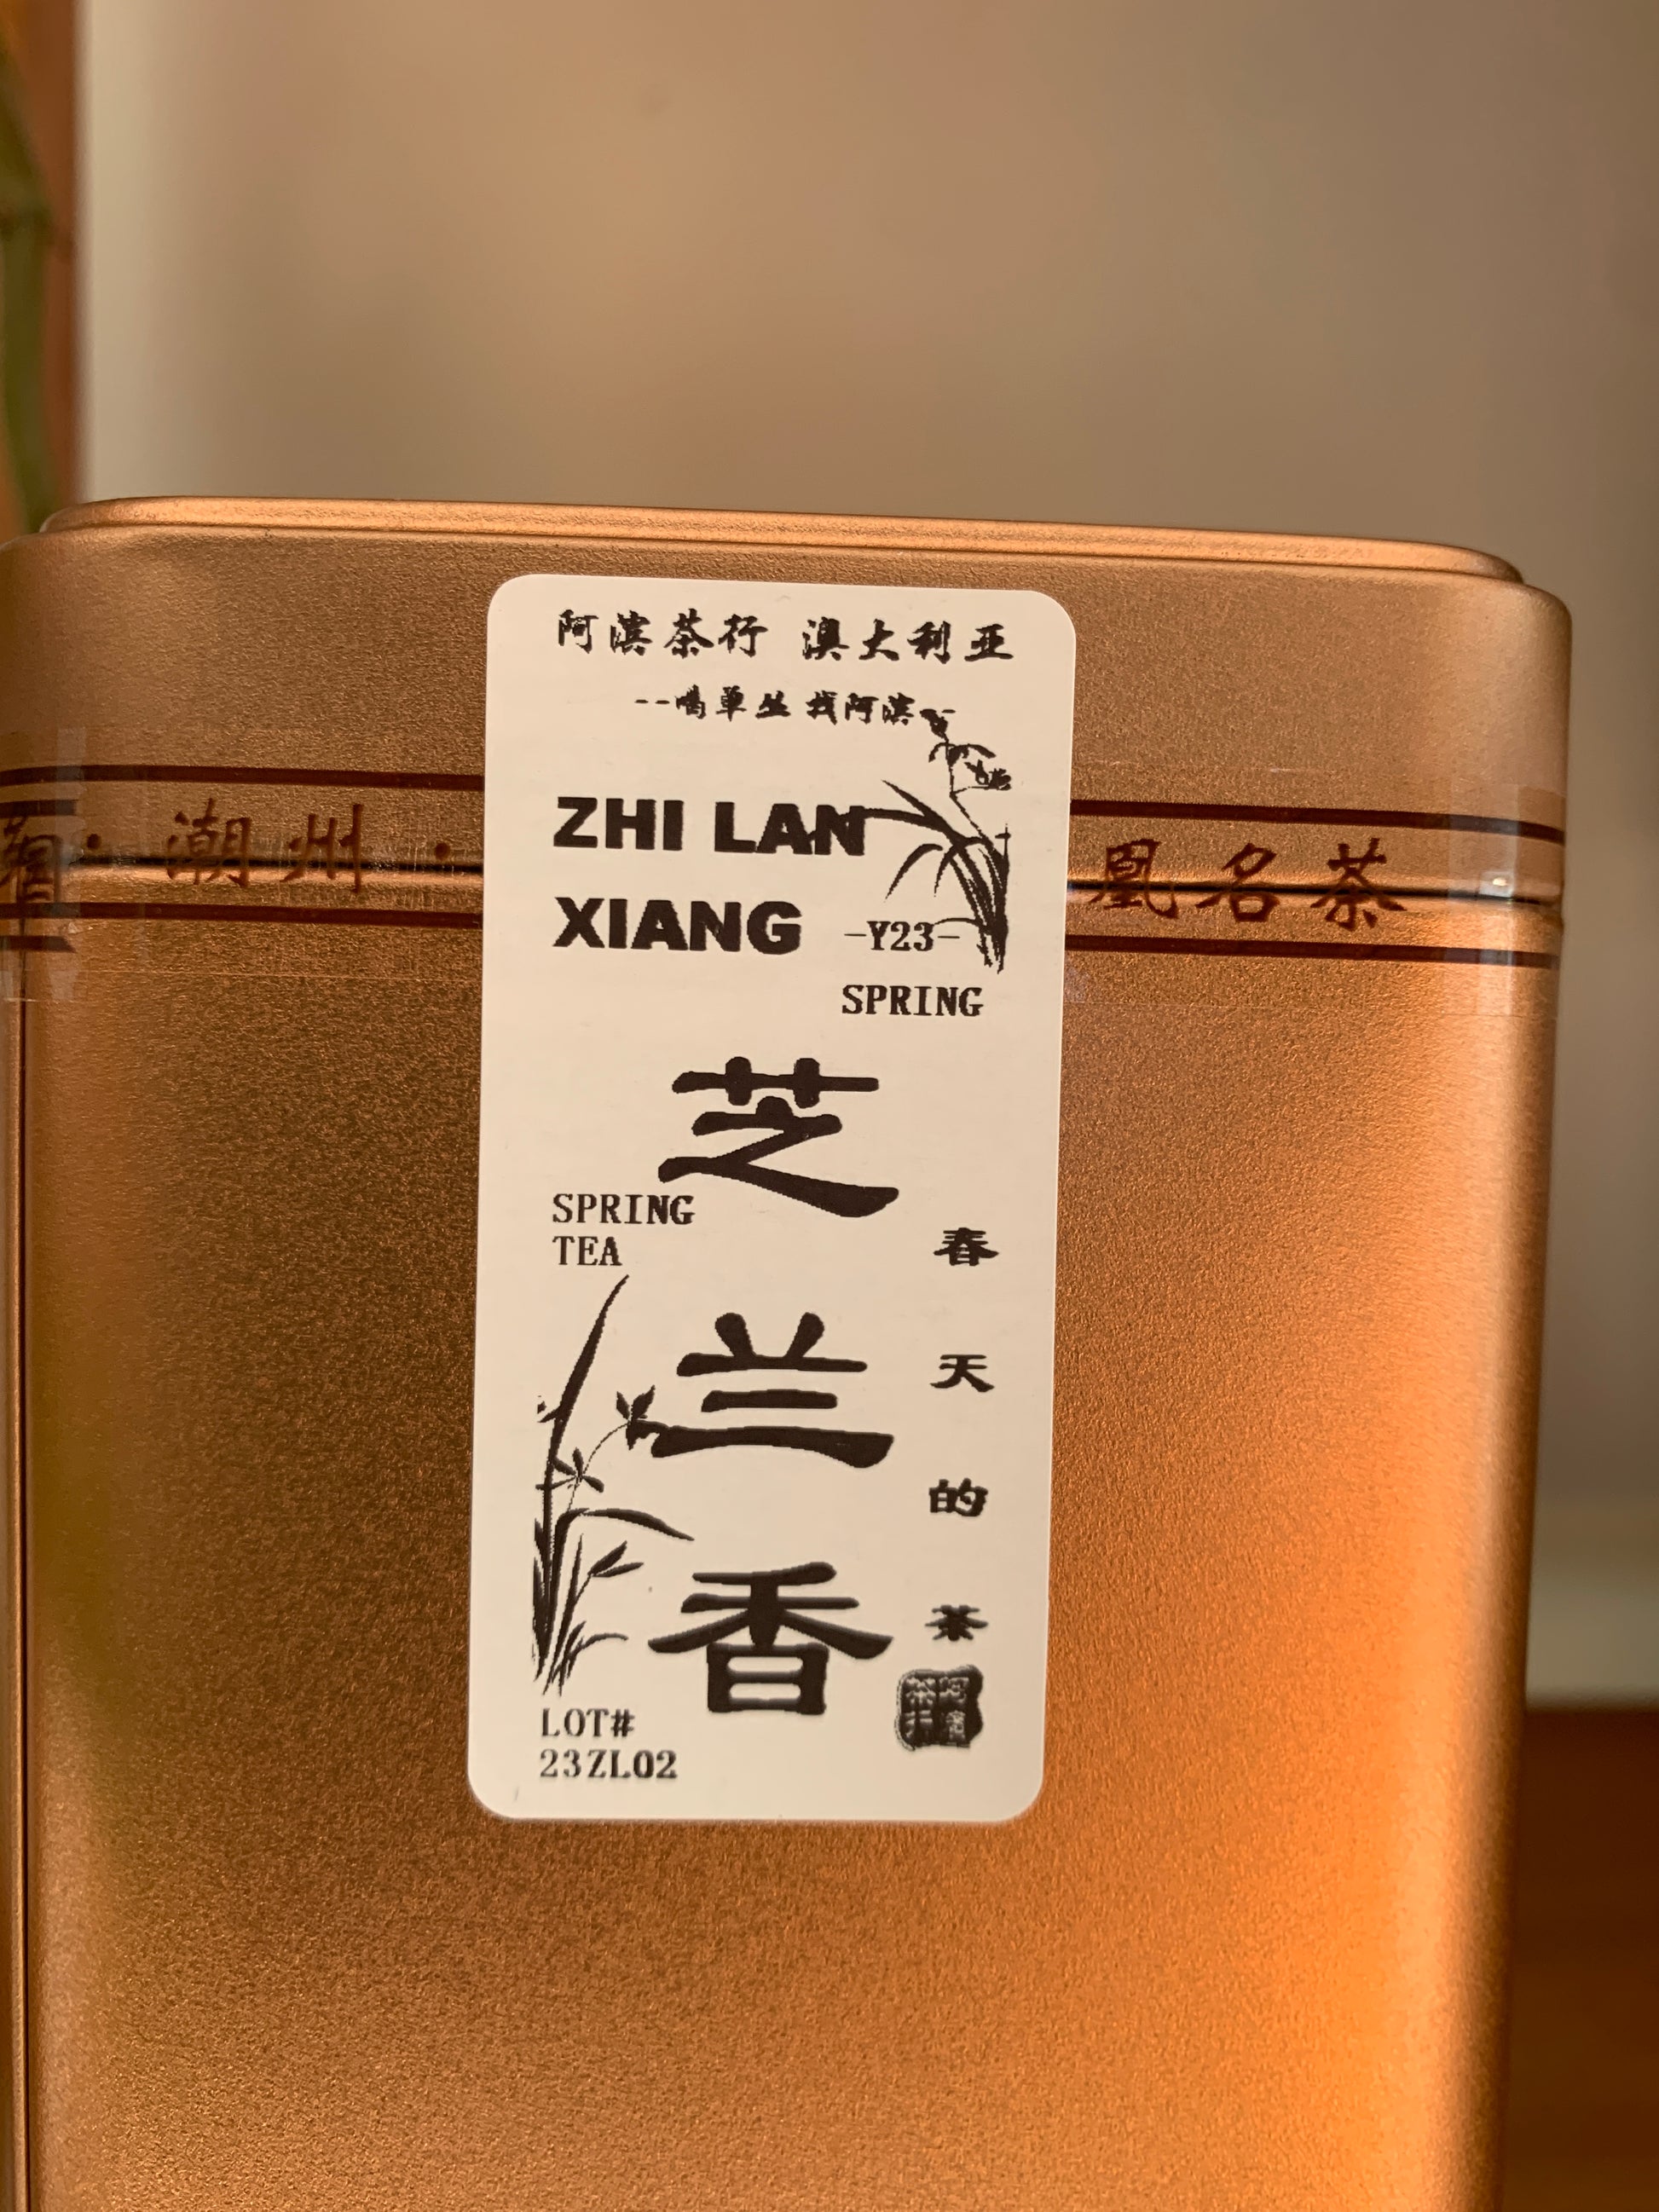 阿滨茶行 澳大利亚
--喝单丛 找阿滨--
ZHI LAN
XIANG
-Y23-
SPRING
芝兰香
SPRING
TEA
春天的茶
LOT#
23ZL02
·潮州·
凰名茶